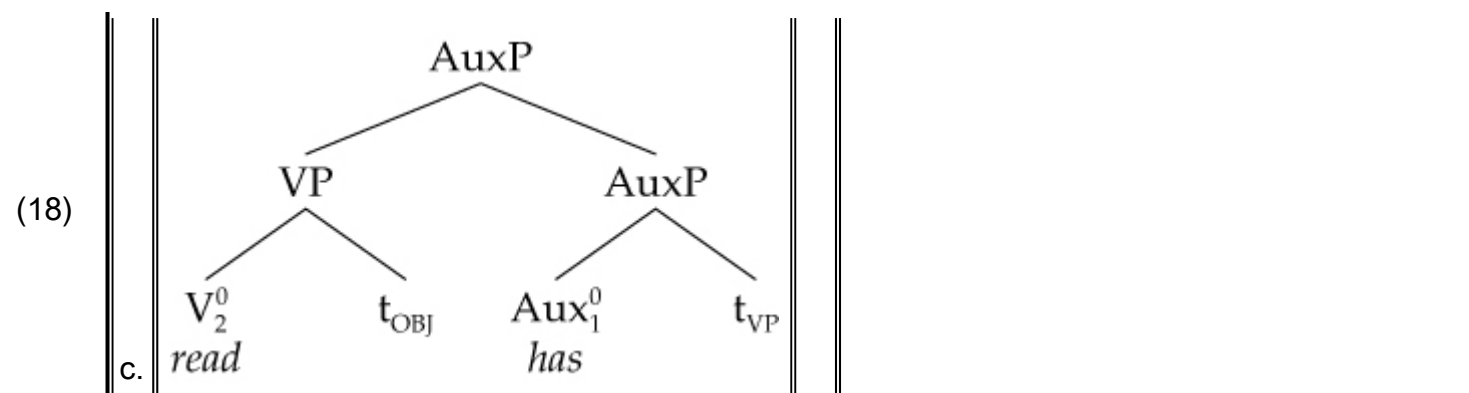 AuxP
VP AuxP
(18)
V⁰₂ t_OBJ Aux⁰₁ t_VP
c. read has